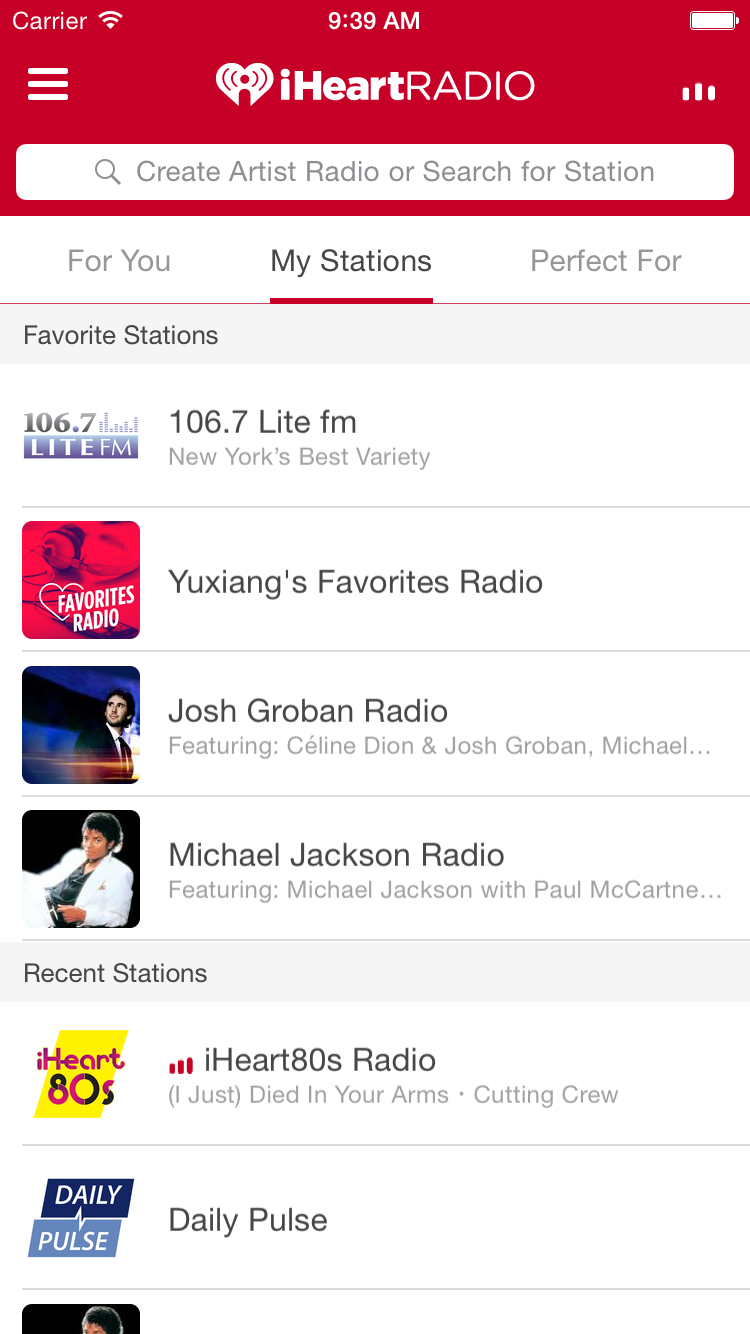 Carrier 9:39 AM
iHeartRADIO
Create Artist Radio or Search for Station
For You My Stations Perfect For
Favorite Stations
106.7
LITE FM
106.7 Lite fm
New York’s Best Variety
FAVORITES
RADIO
Yuxiang's Favorites Radio
Josh Groban Radio
Featuring: Céline Dion & Josh Groban, Michael...
Michael Jackson Radio
Featuring: Michael Jackson with Paul McCartne...
Recent Stations
iHeart
80s
iHeart80s Radio
(I Just) Died In Your Arms · Cutting Crew
DAILY
PULSE
Daily Pulse